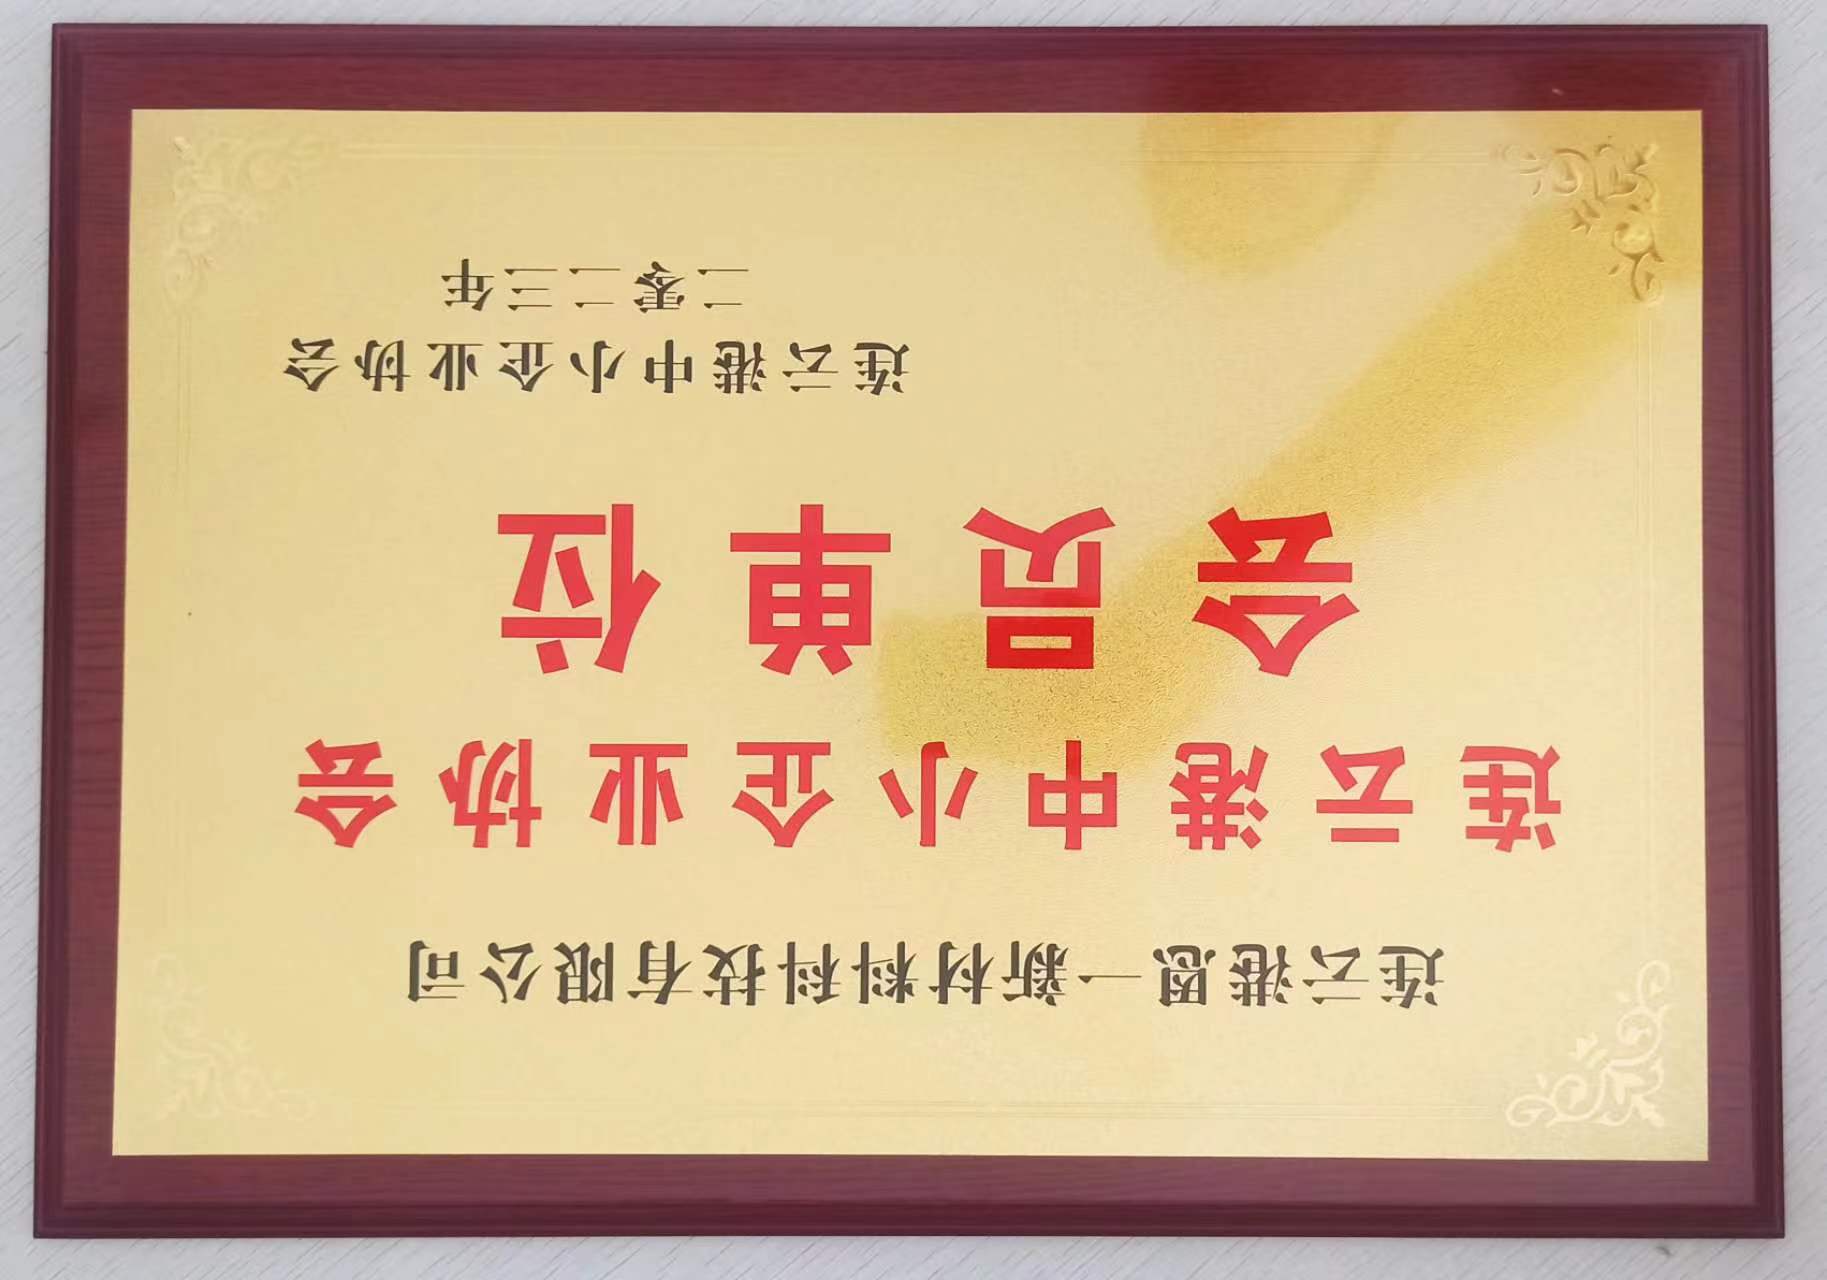 连云港恩一新材料科技有限公司
连云港中小企业协会
会员单位
连云港中小企业协会
二零二三年